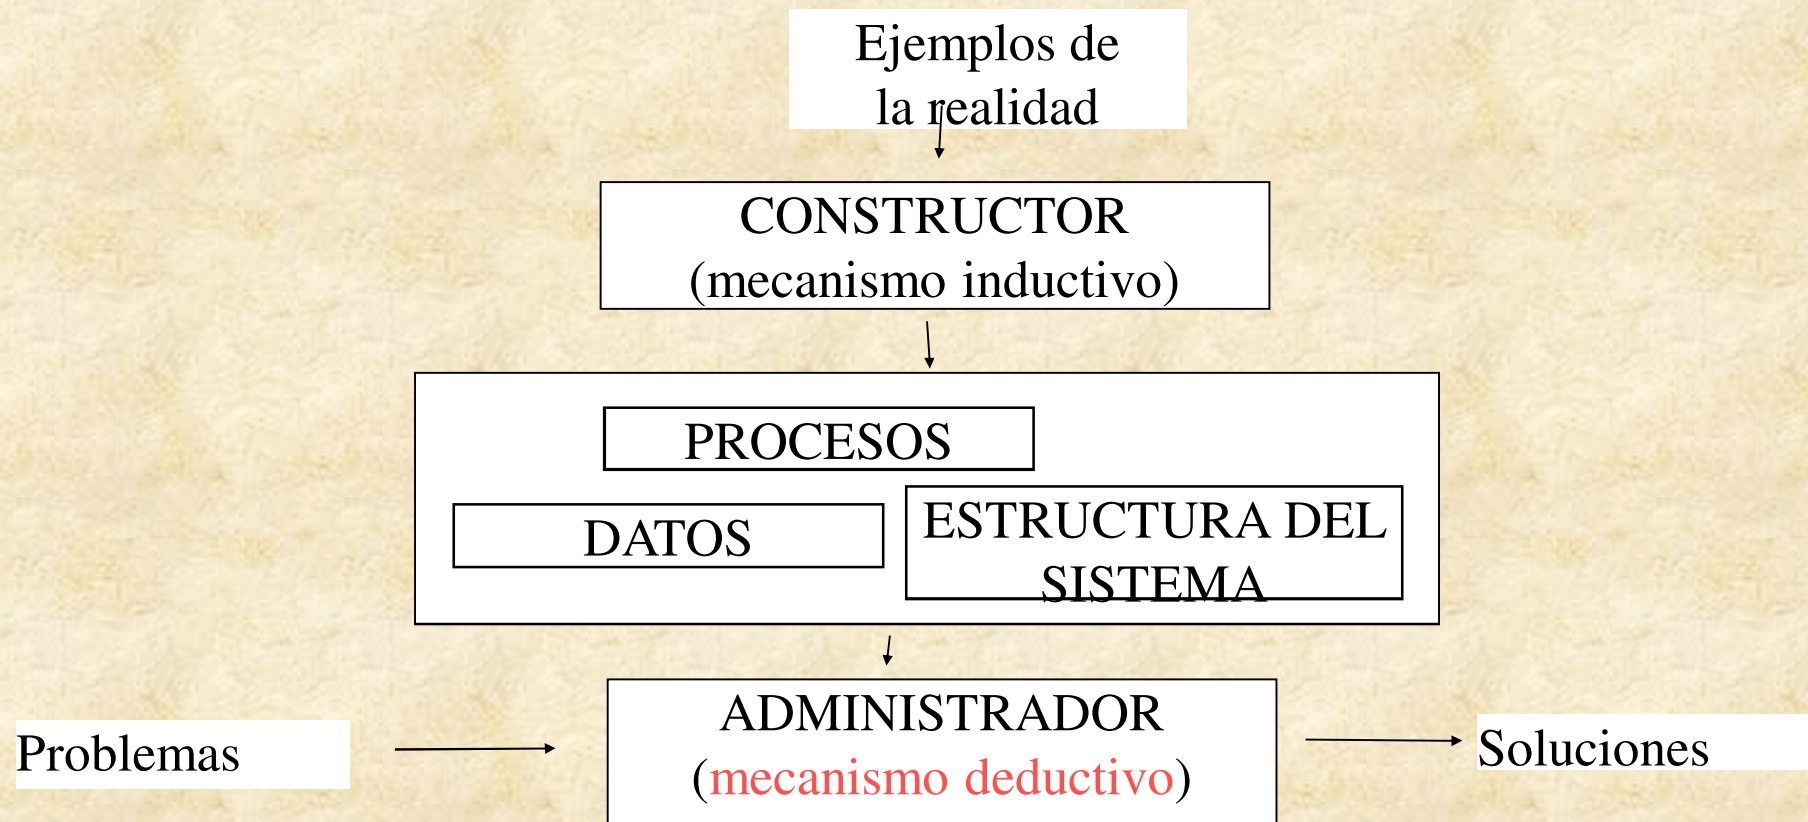 Ejemplos de
la realidad
CONSTRUCTOR
(mecanismo inductivo)
PROCESOS
DATOS
ESTRUCTURA DEL
SISTEMA
ADMINISTRADOR
(mecanismo deductivo)
Problemas
Soluciones